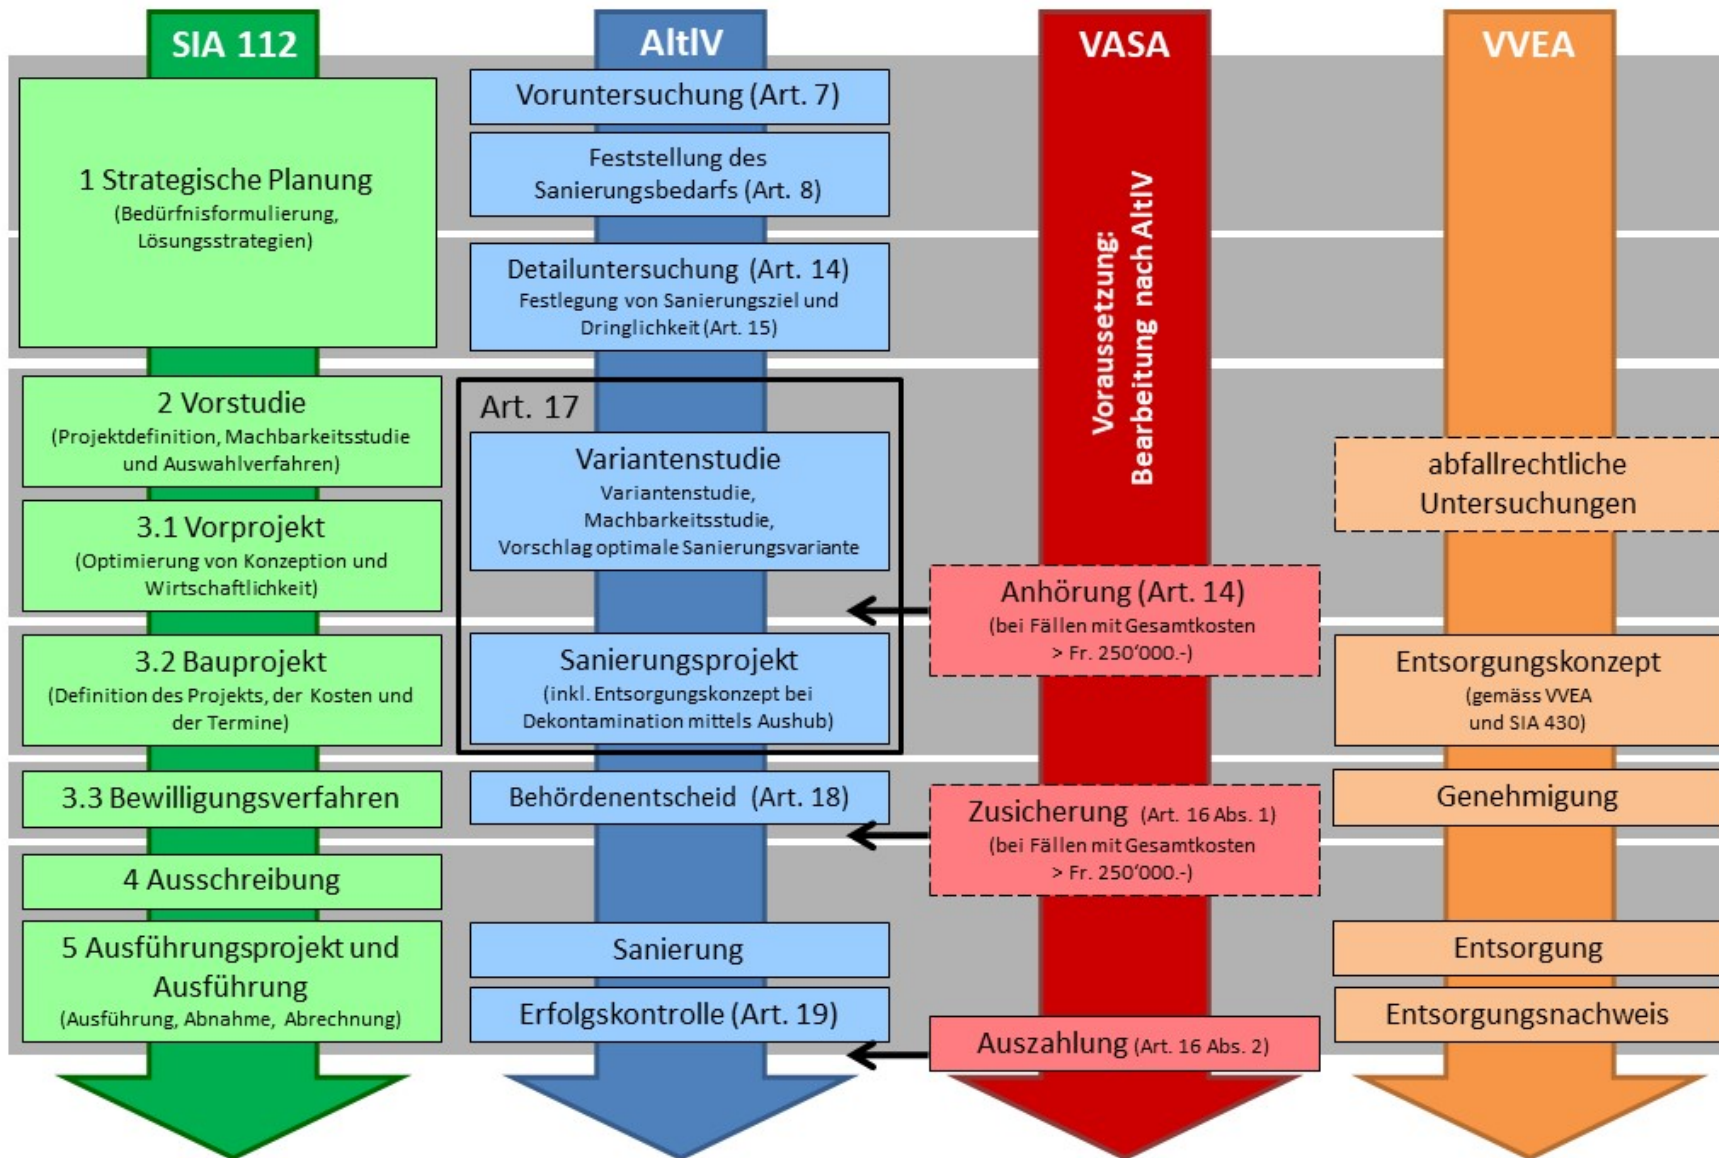 SIA 112
1 Strategische Planung
(Bedürfnisformulierung,
Lösungsstrategien)
2 Vorstudie
(Projektdefinition, Machbarkeitsstudie
und Auswahlverfahren)
3.1 Vorprojekt
(Optimierung von Konzeption und
Wirtschaftlichkeit)
3.2 Bauprojekt
(Definition des Projekts, der Kosten und
der Termine)
3.3 Bewilligungsverfahren
4 Ausschreibung
5 Ausführungsprojekt und
Ausführung
(Ausführung, Abnahme, Abrechnung)
AltlV
Voruntersuchung (Art. 7)
Feststellung des
Sanierungsbedarfs (Art. 8)
Detailuntersuchung (Art. 14)
Festlegung von Sanierungsziel und
Dringlichkeit (Art. 15)
Art. 17
Variantenstudie
Variantenstudie,
Machbarkeitsstudie,
Vorschlag optimale Sanierungsvariante
Sanierungsprojekt
(inkl. Entsorgungskonzept bei
Dekontamination mittels Aushub)
Behördenentscheid (Art. 18)
Sanierung
Erfolgskontrolle (Art. 19)
VASA
Voraussetzung:
Bearbeitung nach AltlV
Anhörung (Art. 14)
(bei Fällen mit Gesamtkosten
> Fr. 250‘000.-)
Zusicherung (Art. 16 Abs. 1)
(bei Fällen mit Gesamtkosten
> Fr. 250‘000.-)
Auszahlung (Art. 16 Abs. 2)
VVEA
abfallrechtliche
Untersuchungen
Entsorgungskonzept
(gemäss VVEA
und SIA 430)
Genehmigung
Entsorgung
Entsorgungsnachweis